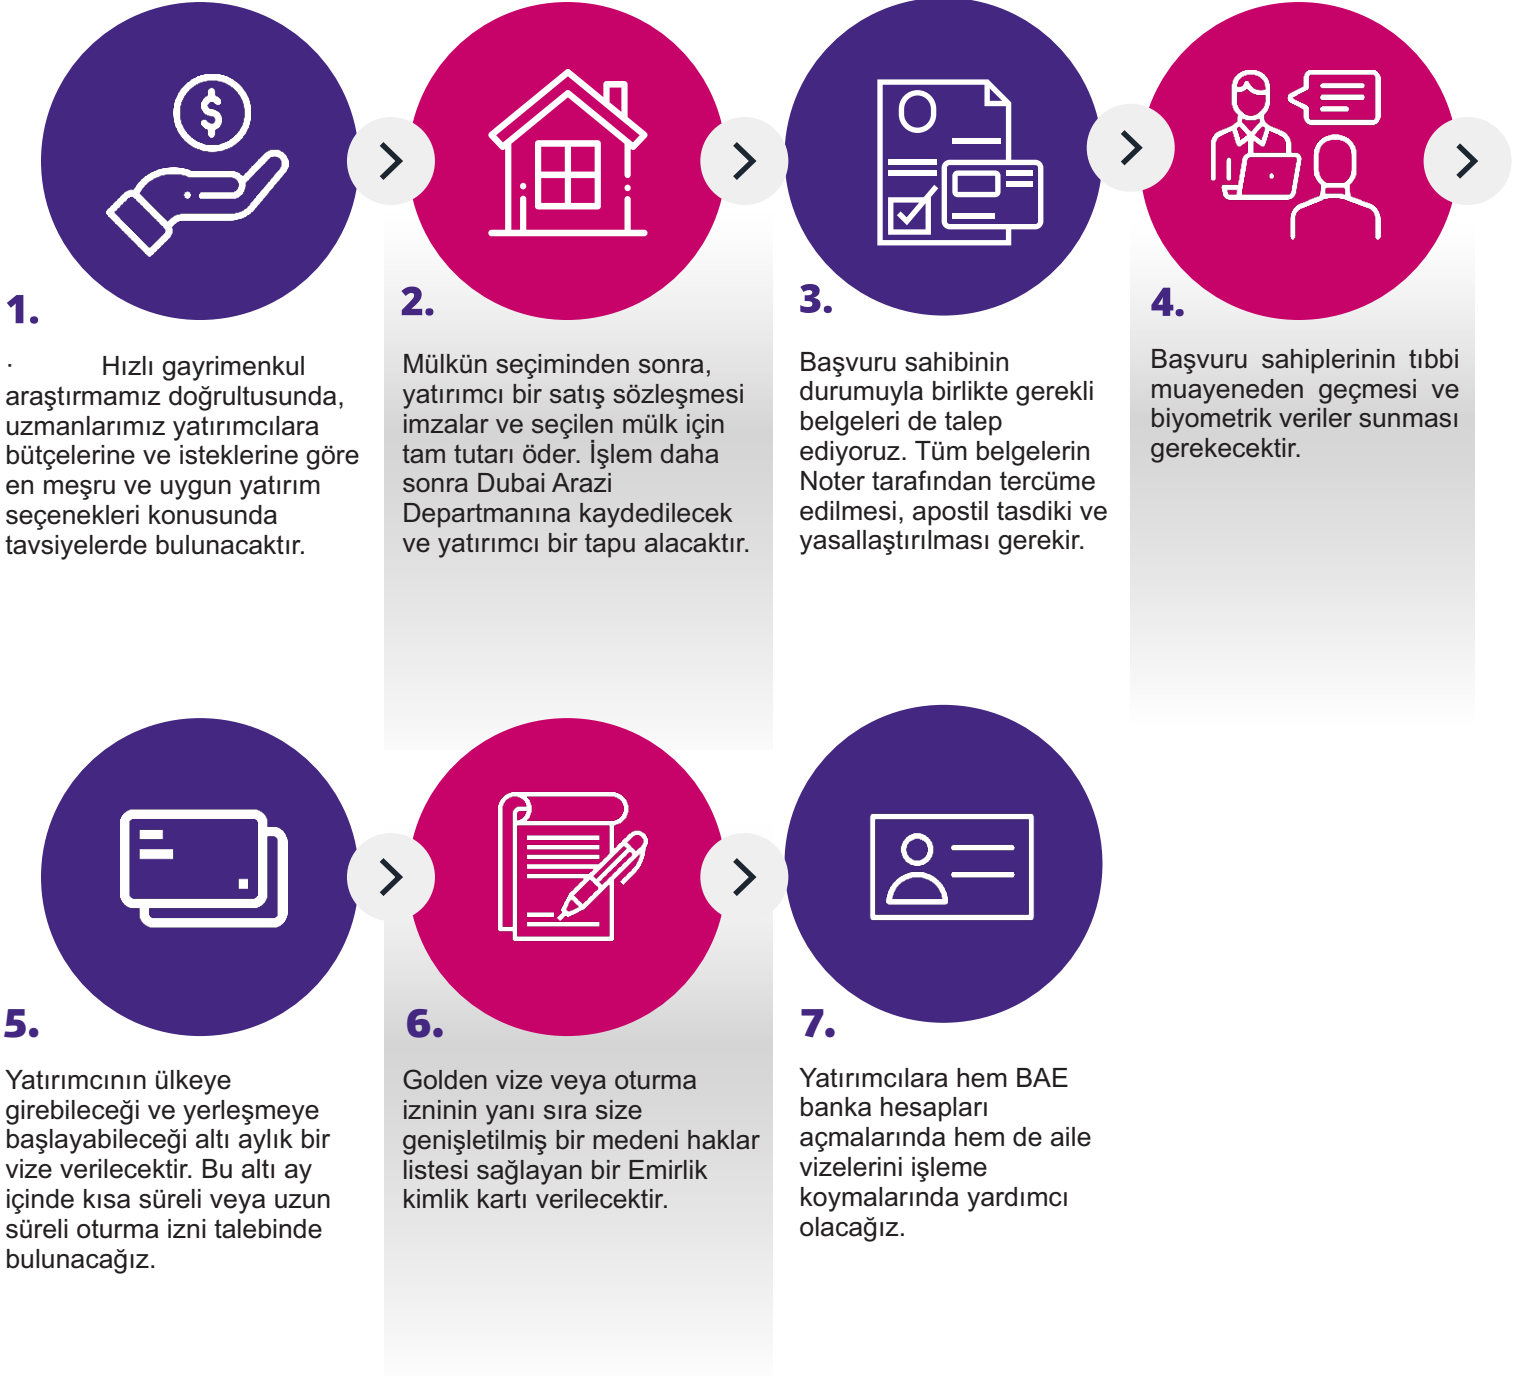 1.
· Hızlı gayrimenkul
araştırmamız doğrultusunda,
uzmanlarımız yatırımcılara
bütçelerine ve isteklerine göre
en meşru ve uygun yatırım
seçenekleri konusunda
tavsiyelerde bulunacaktır.
2.
Mülkün seçiminden sonra,
yatırımcı bir satış sözleşmesi
imzalar ve seçilen mülk için
tam tutarı öder. İşlem daha
sonra Dubai Arazi
Departmanına kaydedilecek
ve yatırımcı bir tapu alacaktır.
3.
Başvuru sahibinin
durumuyla birlikte gerekli
belgeleri de talep
ediyoruz. Tüm belgelerin
Noter tarafından tercüme
edilmesi, apostil tasdiki ve
yasallaştırılması gerekir.
4.
Başvuru sahiplerinin tıbbi
muayeneden geçmesi ve
biyometrik veriler sunması
gerekecektir.
5.
Yatırımcının ülkeye
girebileceği ve yerleşmeye
başlayabileceği altı aylık bir
vize verilecektir. Bu altı ay
içinde kısa süreli veya uzun
süreli oturma izni talebinde
bulunacağız.
6.
Golden vize veya oturma
izninin yanı sıra size
genişletilmiş bir medeni haklar
listesi sağlayan bir Emirlik
kimlik kartı verilecektir.
7.
Yatırımcılara hem BAE
banka hesapları
açmalarında hem de aile
vizelerini işleme
koymalarında yardımcı
olacağız.